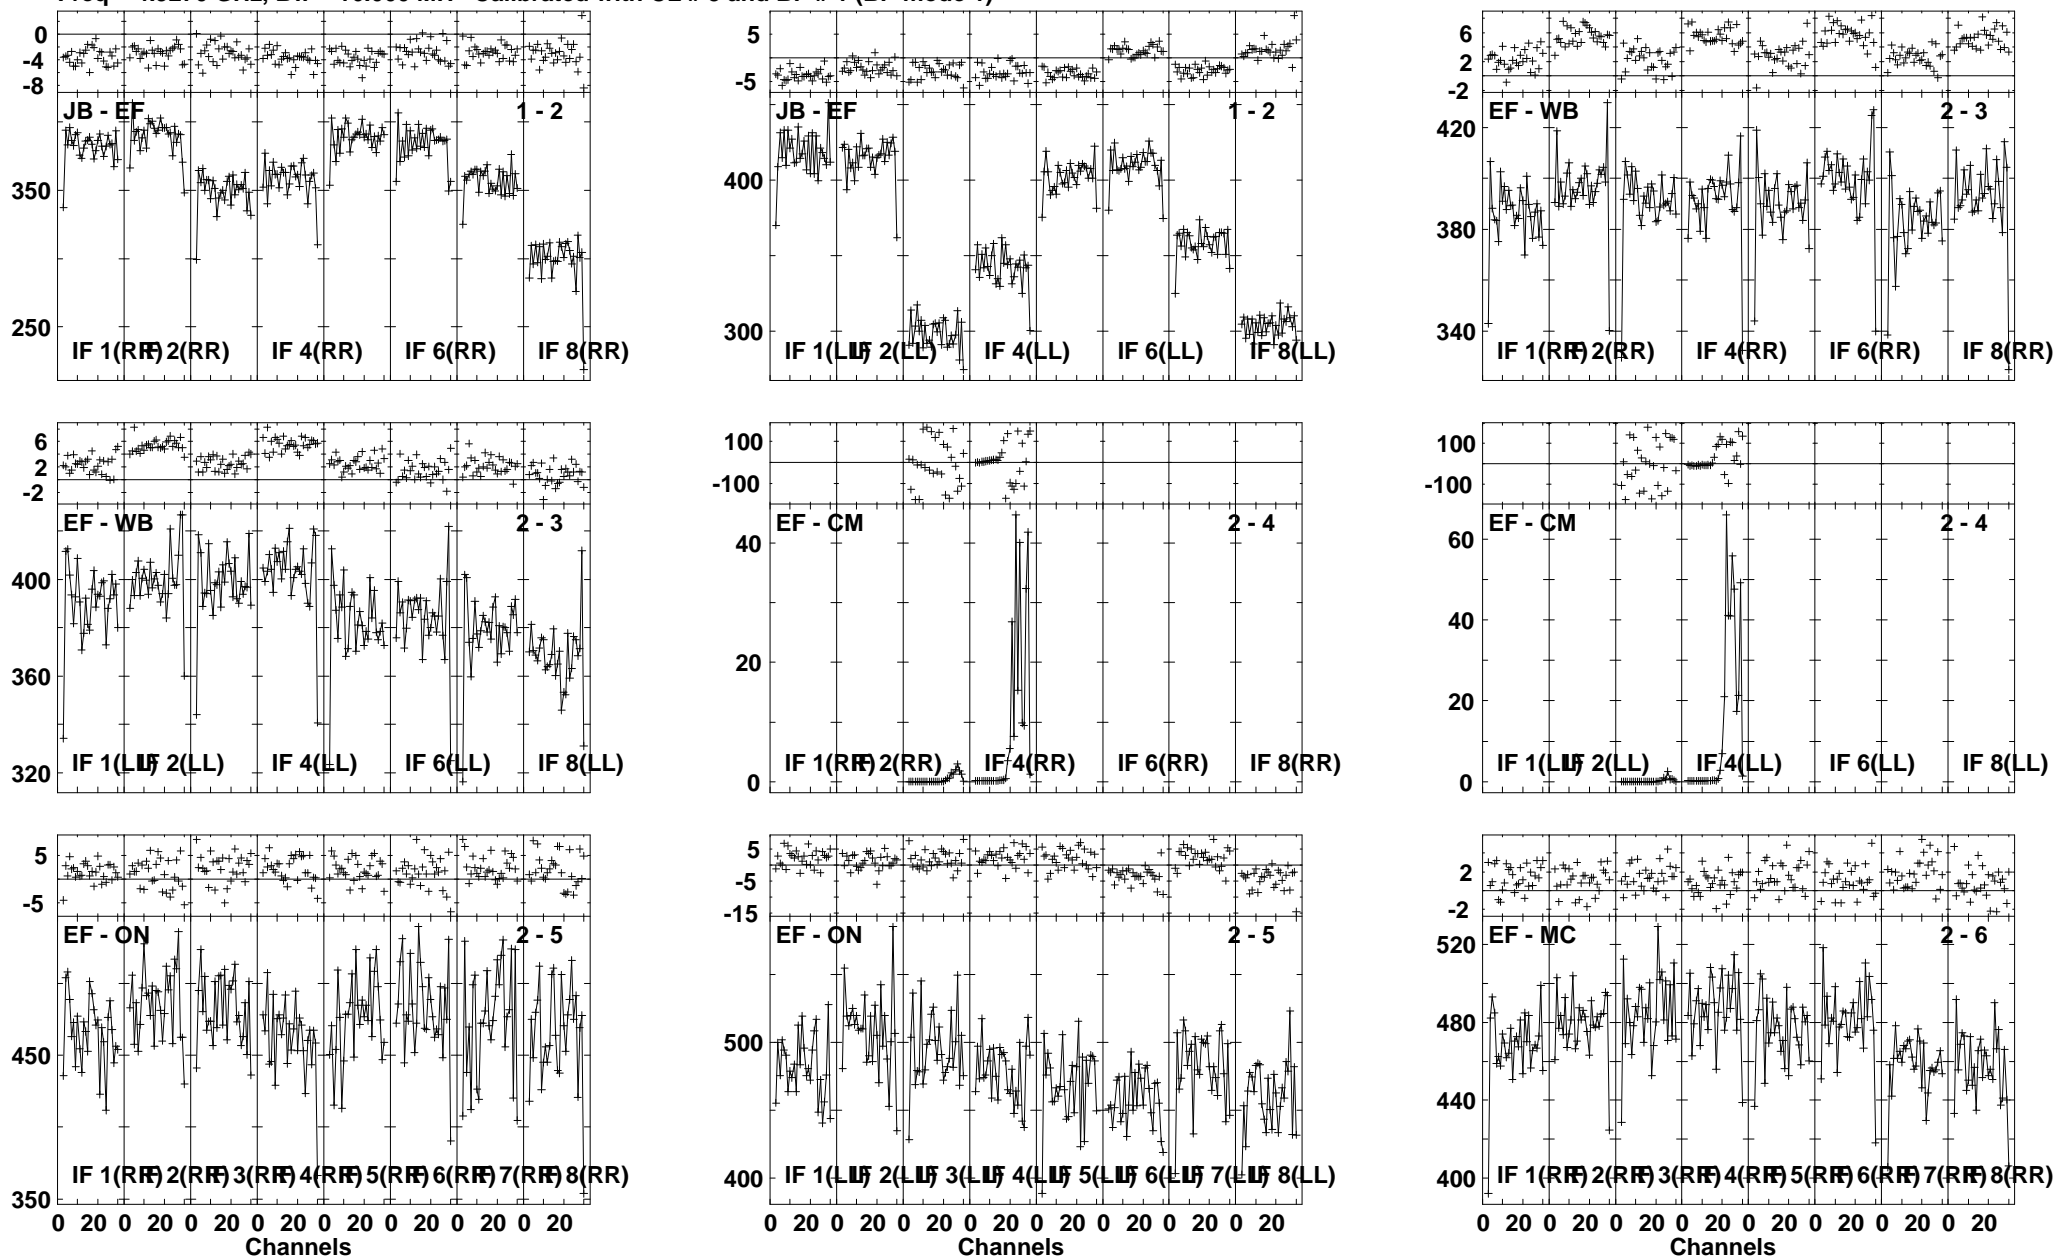 0 5 6
-4 -5 2
-8 -2
JB - EF 1 - 2 JB - EF 1 - 2 EF - WB 2 - 3
420
350 400 380
250 300 340
IF 1(RR) IF 2(RR) IF 4(RR) IF 6(RR) IF 8(RR) IF 1(LL) IF 2(LL) IF 4(LL) IF 6(LL) IF 8(LL) IF 1(RR) IF 2(RR) IF 4(RR) IF 6(RR) IF 8(RR)
6 100 100
2
-2 -100 -100
EF - WB 2 - 3 EF - CM 2 - 4 EF - CM 2 - 4
400 40 60
360 20 40
20
320 0 0
IF 1(LL) IF 2(LL) IF 4(LL) IF 6(LL) IF 8(LL) IF 1(RR) IF 2(RR) IF 4(RR) IF 6(RR) IF 8(RR) IF 1(LL) IF 2(LL) IF 4(LL) IF 6(LL) IF 8(LL)
5 5 2
-5 -5 -2
-15
EF - ON 2 - 5 EF - ON 2 - 5 EF - MC 2 - 6
520
450 500 480
440
350 400 400
IF 1(RR) IF 2(RR) IF 3(RR) IF 4(RR) IF 5(RR) IF 6(RR) IF 7(RR) IF 8(RR) IF 1(LL) IF 2(LL) IF 3(LL) IF 4(LL) IF 5(LL) IF 6(LL) IF 7(LL) IF 8(LL) IF 1(RR) IF 2(RR) IF 3(RR) IF 4(RR) IF 5(RR) IF 6(RR) IF 7(RR) IF 8(RR)
0 20 0 20 0 20 0 20 0 20 0 20 0 20 0 20 0 20 0 20 0 20 0 20 0 20 0 20 0 20 0 20 0 20 0 20 0 20 0 20 0 20 0 20 0 20 0 20
Channels Channels Channels